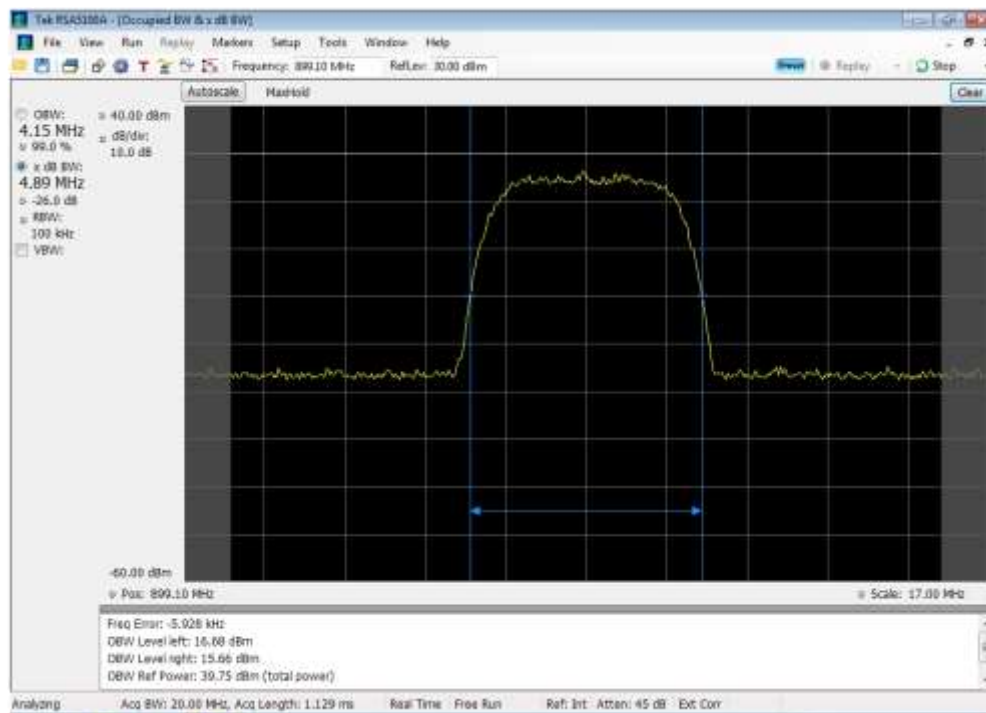 Tek RSA5100A - [Occupied BW & x dB BW]
File View Run Replay Markers Setup Tools Window Help
Frequency: 899.10 MHz RefLev: 30.00 dBm Preset Replay Stop
Autoscale MaxHold Clear
OBW:
4.15 MHz
99.0 %
x dB BW:
4.89 MHz
-26.0 dB
RBW:
100 kHz
VBW:
40.00 dBm
dB/div:
10.0 dB
-60.00 dBm
Pos: 899.10 MHz Scale: 17.00 MHz
Freq Error: -5.928 kHz
OBW Level left: 16.68 dBm
OBW Level right: 15.66 dBm
OBW Ref Power: 39.75 dBm (total power)
Analyzing Acq BW: 20.00 MHz, Acq Length: 1.129 ms Real Time Free Run Ref: Int Atten: 45 dB Ext Corr